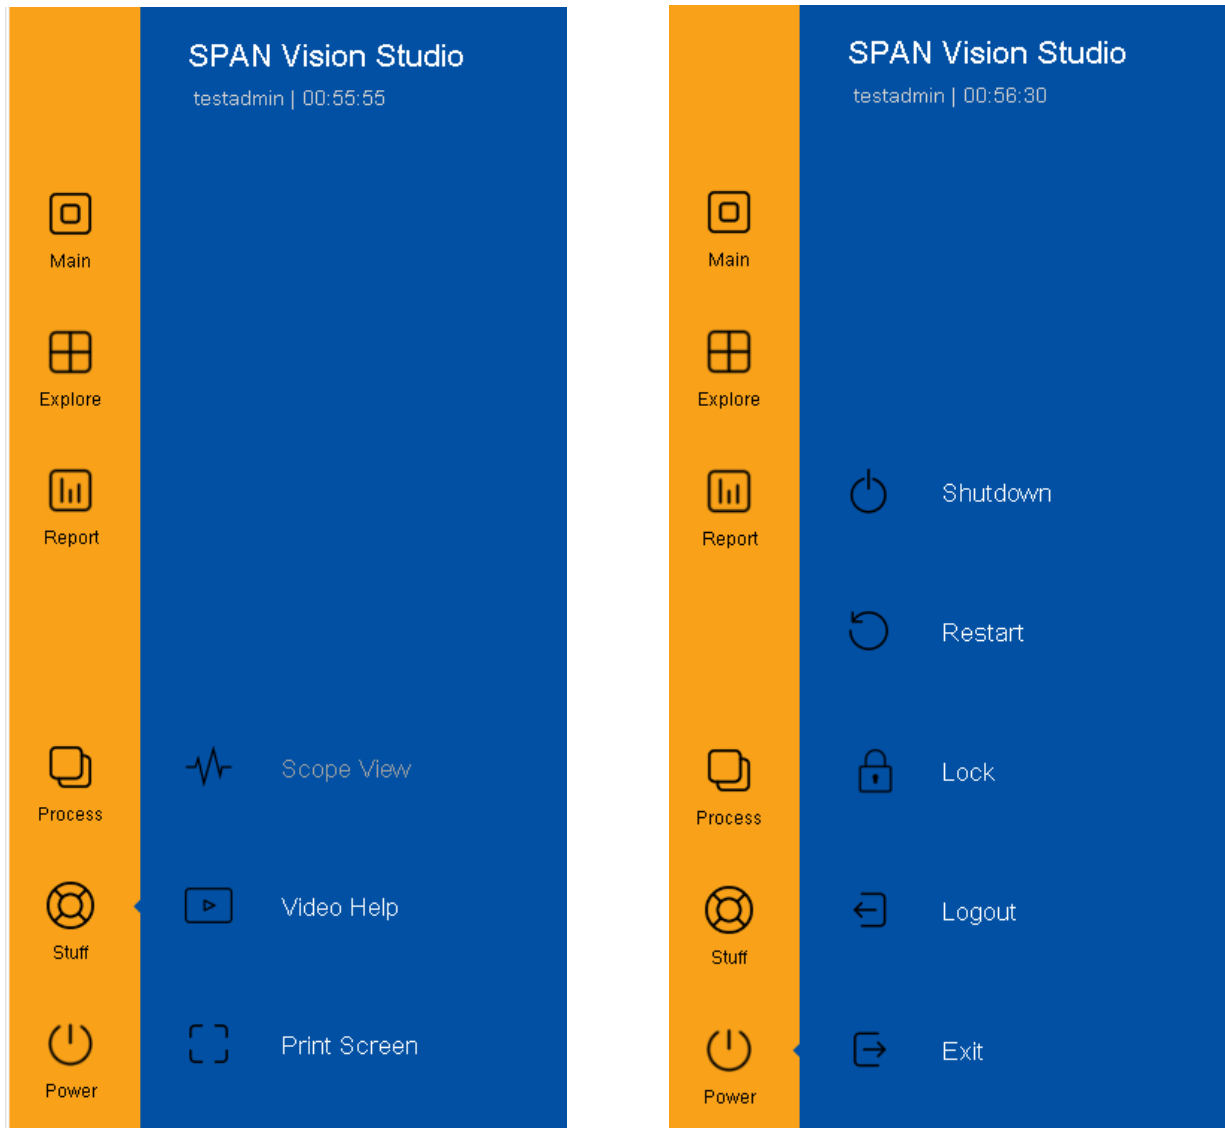 SPAN Vision Studio
testadmin | 00:55:55
Main
Explore
Report
Process
Scope View
Stuff
Video Help
Power
Print Screen
SPAN Vision Studio
testadmin | 00:56:30
Main
Explore
Report
Shutdown
Restart
Process
Lock
Stuff
Logout
Power
Exit